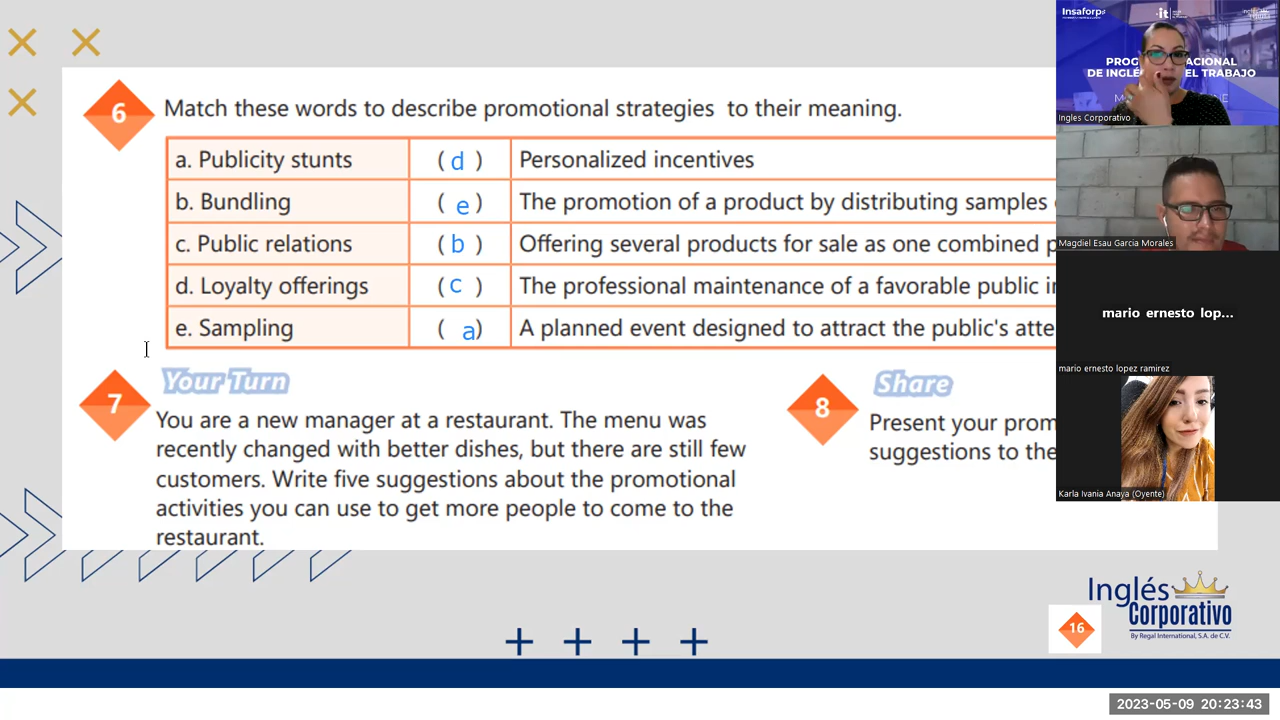 6 Match these words to describe promotional strategies to their meaning.
a. Publicity stunts ( d ) Personalized incentives
b. Bundling ( e ) The promotion of a product by distributing samples
c. Public relations ( b ) Offering several products for sale as one combined
d. Loyalty offerings ( c ) The professional maintenance of a favorable public
e. Sampling ( a ) A planned event designed to attract the public's
7 Your Turn
You are a new manager at a restaurant. The menu was
recently changed with better dishes, but there are still few
customers. Write five suggestions about the promotional
activities you can use to get more people to come to the
restaurant.
8 Share
Present your
suggestions to the
Insaforp
·it
Ingles Corporativo
Magdiel Esau Garcia Morales
mario ernesto lop...
mario ernesto lopez ramirez
Karla Ivania Anaya (Oyente)
Inglés
Corporativo
By Regal International, S.A. de C.V.
16
2023-05-09 20:23:43